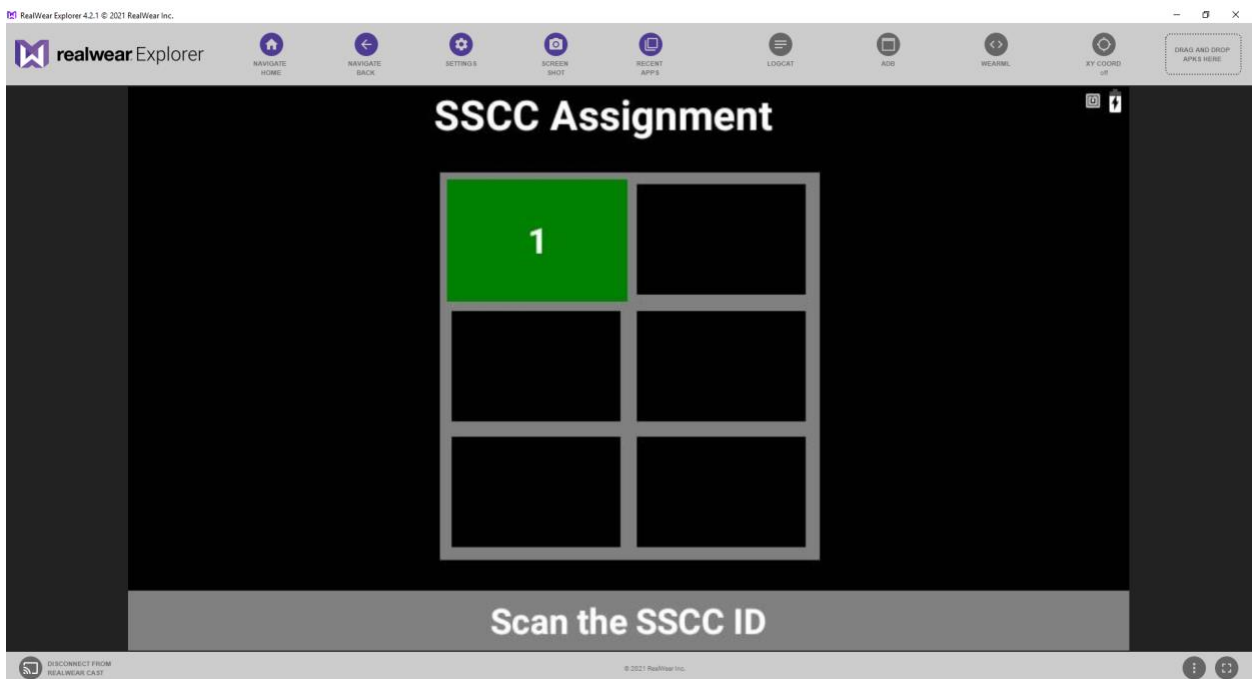 RealWear Explorer 4.2.1 © 2021 RealWear Inc.
realwear Explorer
NAVIGATE
HOME
NAVIGATE
BACK
SETTINGS
SCREEN
SHOT
RECENT
APPS
LOGCAT
ADB
WEARML
XY COORD
off
DRAG AND DROP
APKS HERE
SSCC Assignment
1
Scan the SSCC ID
DISCONNECT FROM
REALWEAR CAST
© 2021 RealWear Inc.